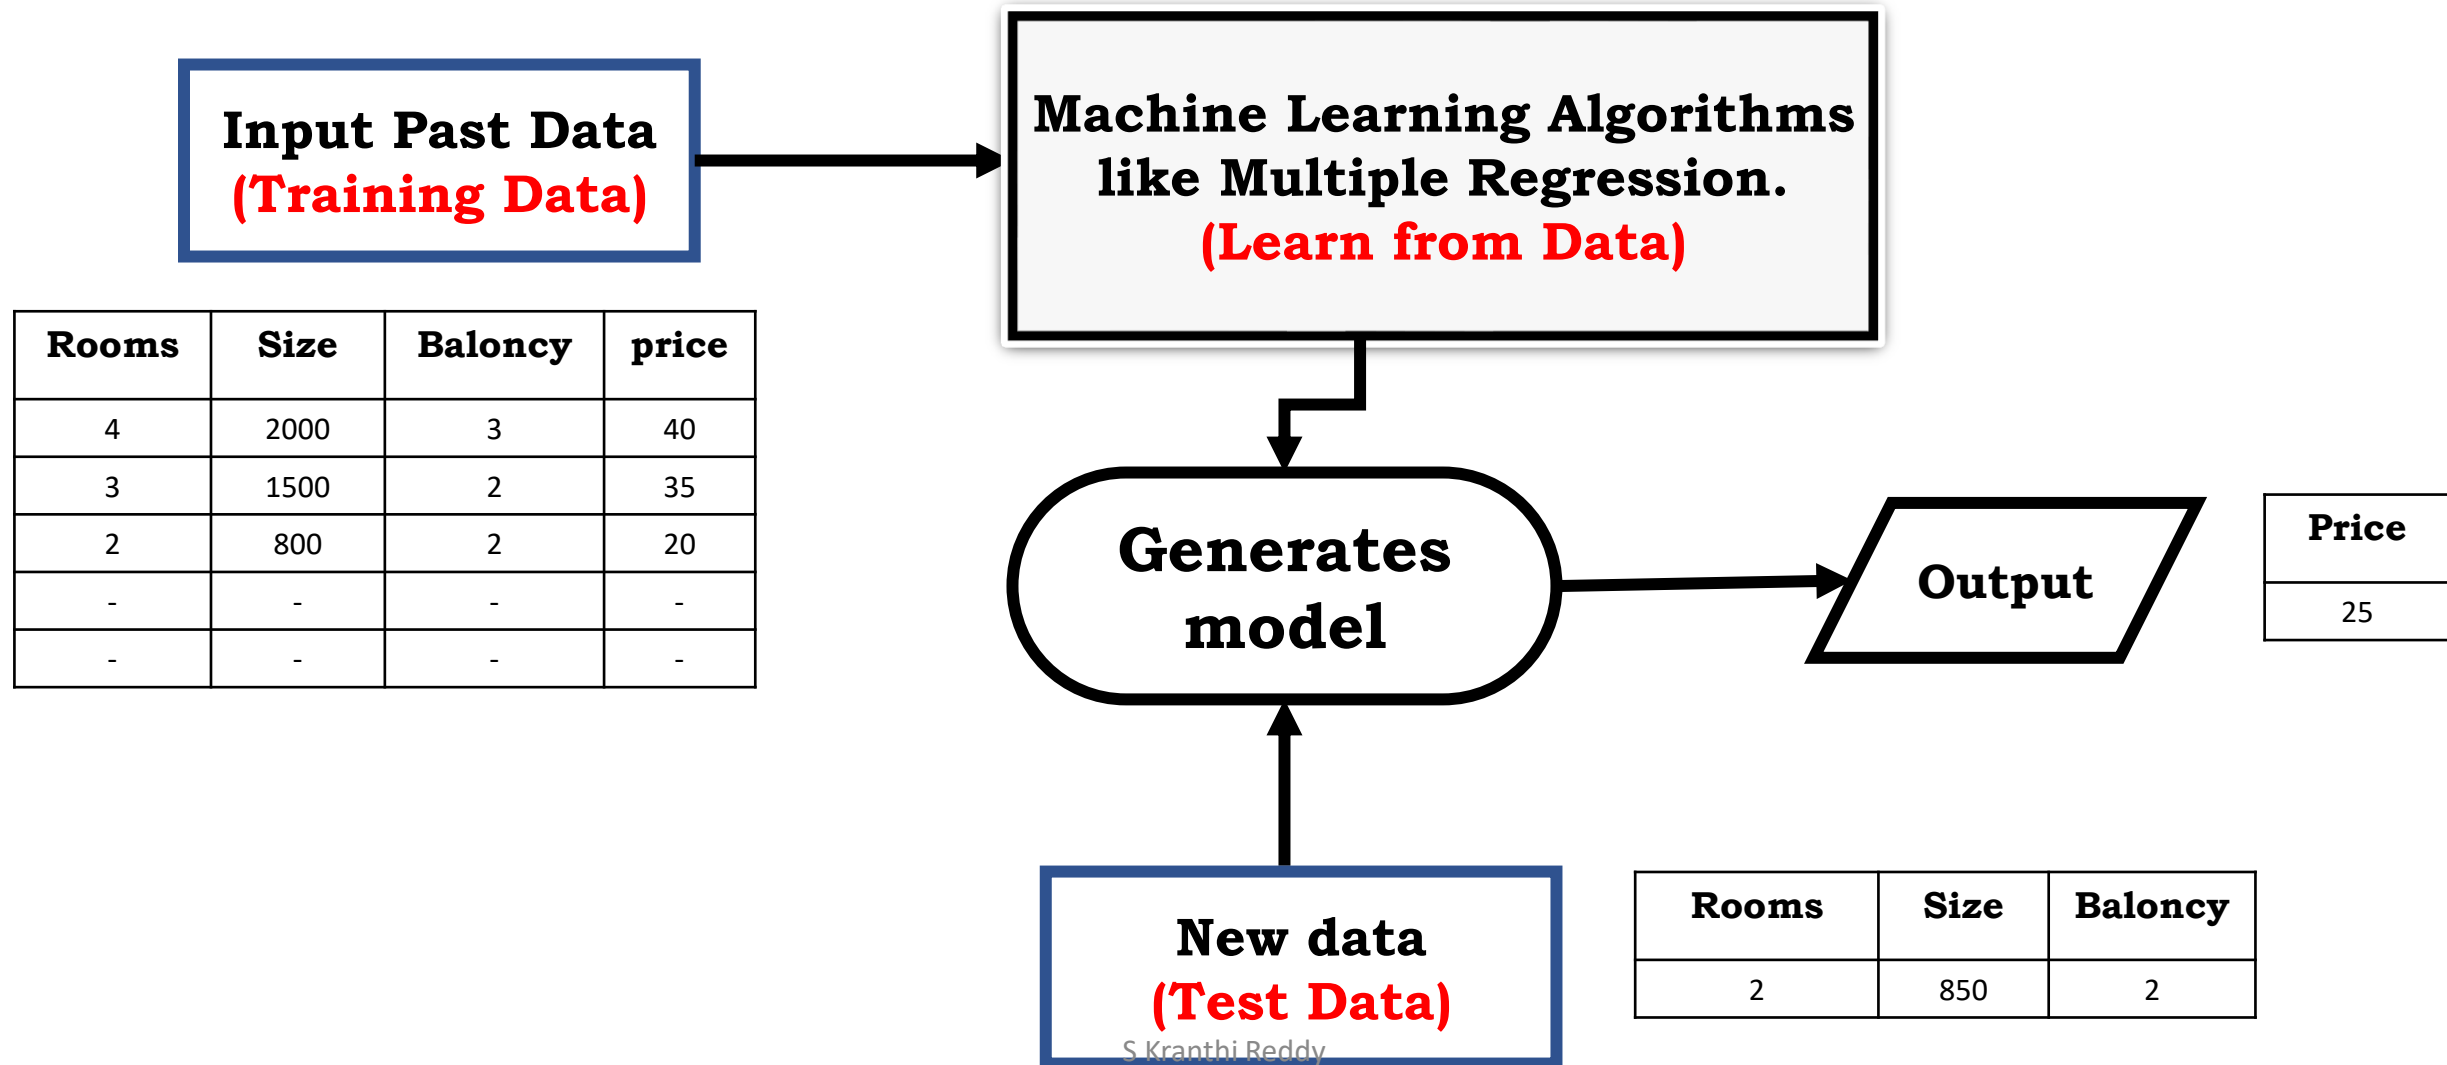 Input Past Data
(Training Data)
Machine Learning Algorithms
like Multiple Regression.
(Learn from Data)
Rooms Size Baloncy price
4 2000 3 40
3 1500 2 35
2 800 2 20
- - - -
- - - -
Generates
model
Output
Price
25
New data
(Test Data)
Rooms Size Baloncy
2 850 2
S Kranthi Reddy